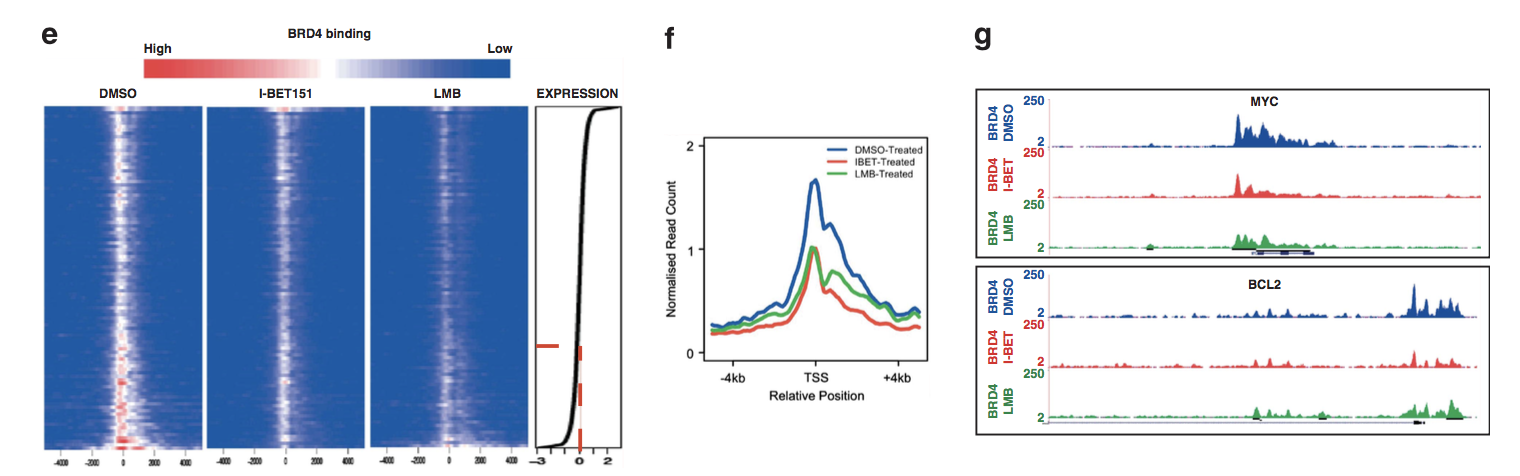 e
BRD4 binding
High Low
DMSO I-BET151 LMB EXPRESSION
-4000 -2000 0 2000 4000 -4000 -2000 0 2000 4000 -4000 -2000 0 2000 4000 -3 0 2
f
2
1
0
Normalised Read Count
DMSO-Treated
IBET-Treated
LMB-Treated
-4kb TSS +4kb
Relative Position
g
MYC
BRD4 DMSO
250
2
BRD4 I-BET
250
2
BRD4 LMB
250
2
BCL2
BRD4 DMSO
250
2
BRD4 I-BET
250
2
BRD4 LMB
250
2